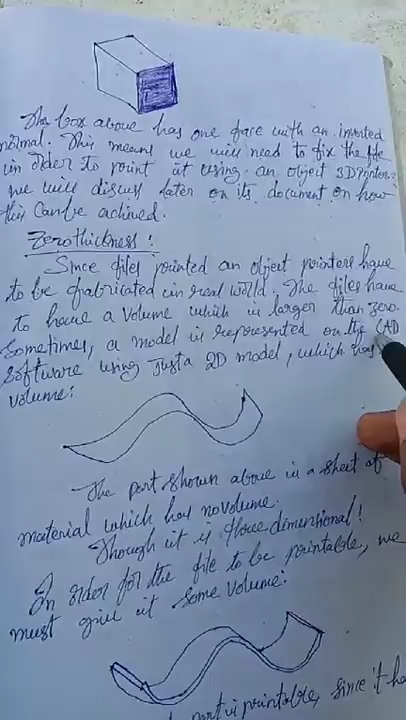 The box above has one face with an inverted
normal. This means we will need to fix the file
in order to print it using an object 3D Printer.
we will discuss later on its document on how
this can be achived.
Zero thickness:
Since files printed an object printers have
to be fabricated in real world. The files have
to have a volume which in larger than zero.
Sometimes, a model in represented on the CAD
software using Just a 2D model, which has
volume:
The part shown above in a sheet of
material which has no volume.
Though it is three dimensional!
In order for the file to be printable, we
must give it some volume:
part is printable, since it ha